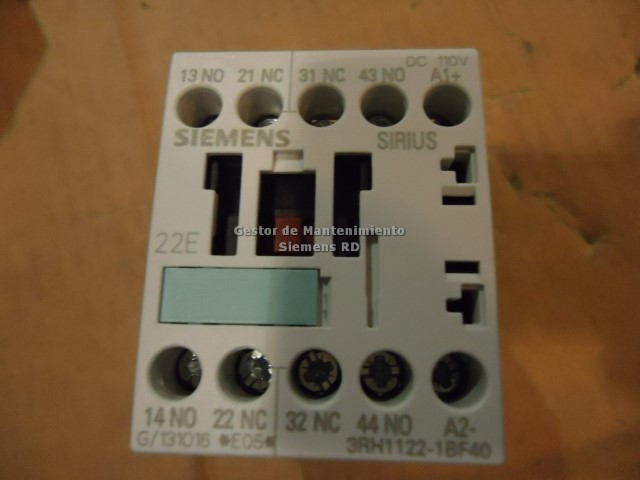 DC 110V
13 NO 21 NC 31 NC 43 NO A1+
SIEMENS SIRIUS
Gestor de Mantenimiento
Siemens RD
22E
14 NO 22 NC 32 NC 44 NO A2-
G/131016 *E05* 3RH1122-1BF40